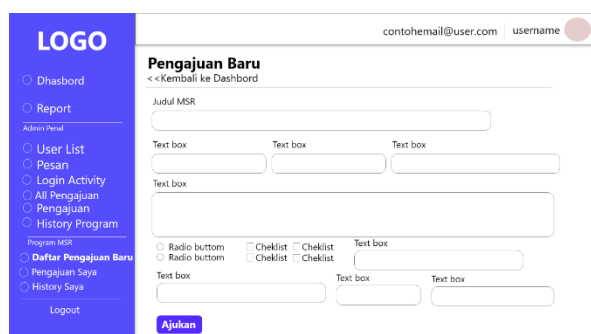 LOGO
Dhasbord
Report
Admin Penal
User List
Pesan
Login Activity
All Pengajuan
Pengajuan
History Program
Program MSR
Daftar Pengajuan Baru
Pengajuan Saya
History Saya
Logout
contohemail@user.com username
Pengajuan Baru
<<Kembali ke Dashbord
Judul MSR
Text box Text box Text box
Text box
Radio buttom Cheklist Cheklist Text box
Radio buttom Cheklist Cheklist
Text box Text box Text box
Ajukan